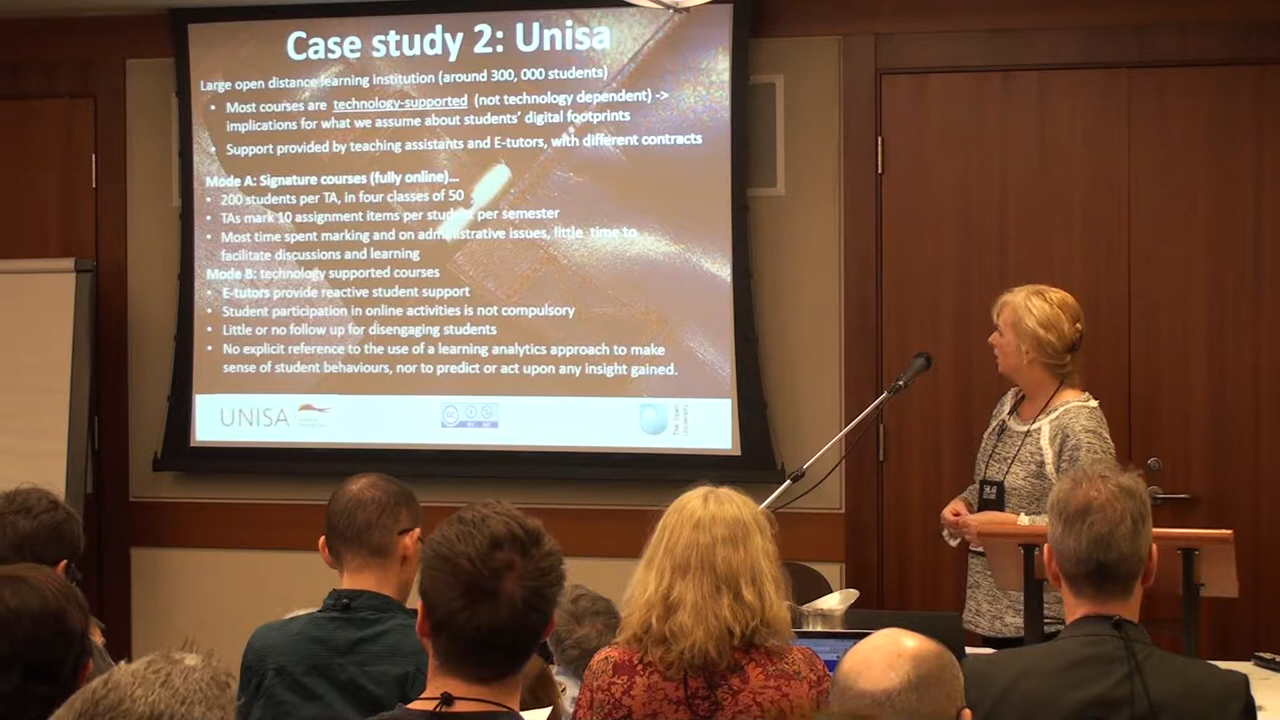 Case study 2: Unisa
Large open distance learning institution (around 300, 000 students)
• Most courses are technology-supported (not technology dependent) ->
implications for what we assume about students' digital footprints
• Support provided by teaching assistants and E-tutors, with different contracts
Mode A: Signature courses (fully online)...
• 200 students per TA, in four classes of 50
• TAs mark 10 assignment items per student per semester
• Most time spent marking and on administrative issues, little time to
facilitate discussions and learning
Mode B: technology supported courses
• E-tutors provide reactive student support
• Student participation in online activities is not compulsory
• Little or no follow up for disengaging students
• No explicit reference to the use of a learning analytics approach to make
sense of student behaviours, nor to predict or act upon any insight gained.
UNISA
cc
The Open
University